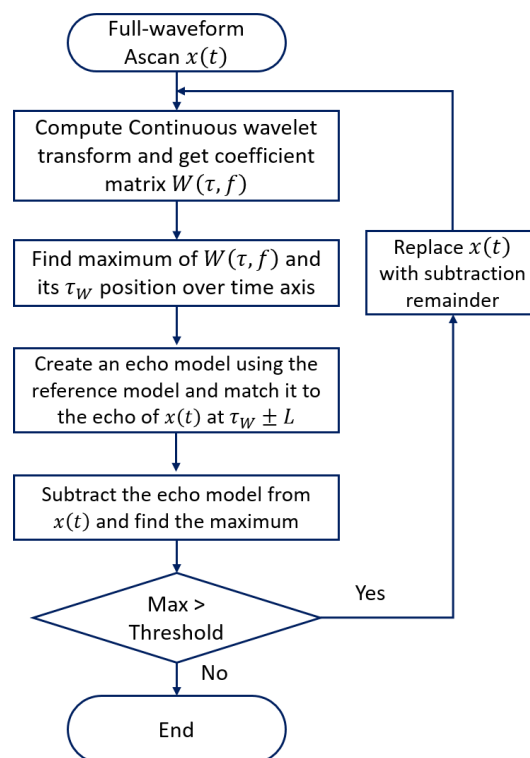 Full-waveform
Ascan x(t)
Compute Continuous wavelet
transform and get coefficient
matrix W(τ, f)
Find maximum of W(τ, f) and
its τ_W position over time axis
Replace x(t)
with subtraction
remainder
Create an echo model using the
reference model and match it to
the echo of x(t) at τ_W ± L
Subtract the echo model from
x(t) and find the maximum
Max >
Threshold
Yes
No
End